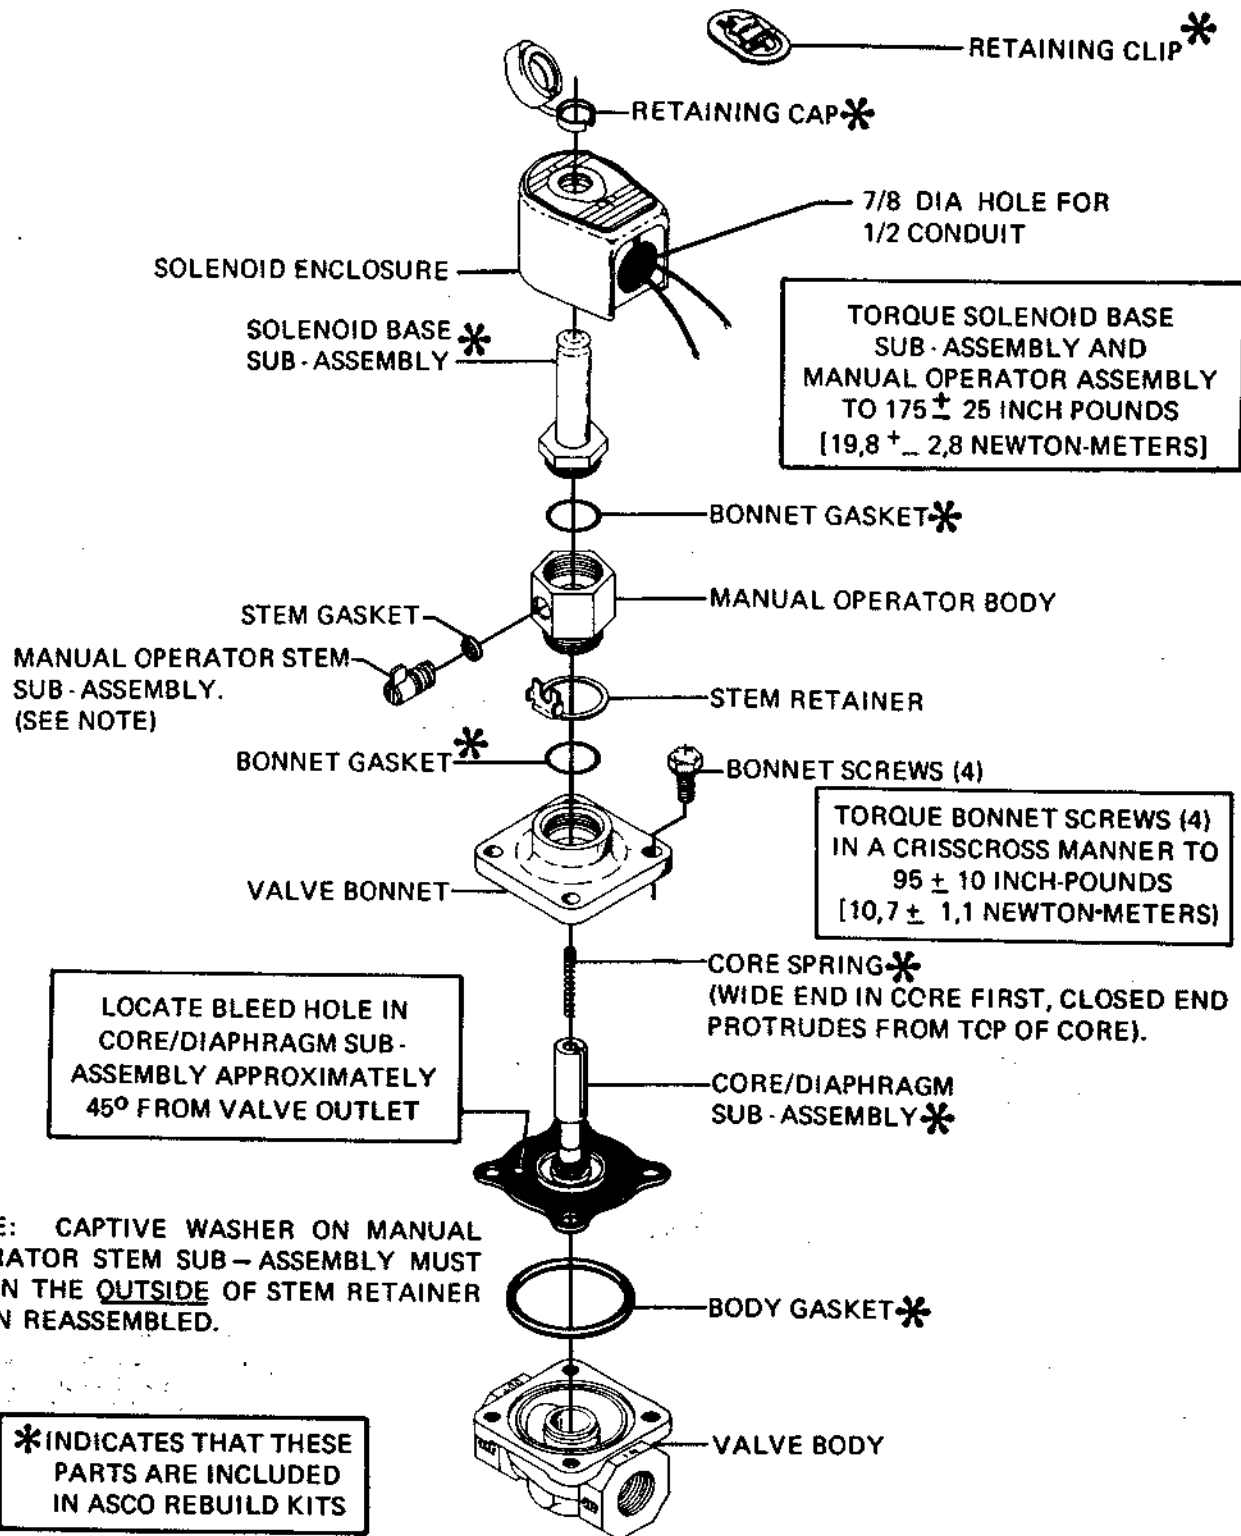 RETAINING CLIP*
RETAINING CAP*
7/8 DIA HOLE FOR
1/2 CONDUIT
SOLENOID ENCLOSURE
TORQUE SOLENOID BASE
SUB-ASSEMBLY AND
MANUAL OPERATOR ASSEMBLY
TO 175 ± 25 INCH POUNDS
[19,8 +_ 2,8 NEWTON-METERS]
SOLENOID BASE *
SUB-ASSEMBLY
BONNET GASKET*
MANUAL OPERATOR BODY
STEM GASKET
MANUAL OPERATOR STEM
SUB-ASSEMBLY.
(SEE NOTE)
STEM RETAINER
BONNET GASKET*
BONNET SCREWS (4)
TORQUE BONNET SCREWS (4)
IN A CRISSCROSS MANNER TO
95 ± 10 INCH-POUNDS
[10,7 ± 1,1 NEWTON-METERS)
VALVE BONNET
CORE SPRING*
(WIDE END IN CORE FIRST, CLOSED END
PROTRUDES FROM TOP OF CORE).
LOCATE BLEED HOLE IN
CORE/DIAPHRAGM SUB-
ASSEMBLY APPROXIMATELY
45° FROM VALVE OUTLET
CORE/DIAPHRAGM
SUB-ASSEMBLY*
E: CAPTIVE WASHER ON MANUAL
RATOR STEM SUB-ASSEMBLY MUST
N THE OUTSIDE OF STEM RETAINER
N REASSEMBLED.
BODY GASKET*
VALVE BODY
*INDICATES THAT THESE
PARTS ARE INCLUDED
IN ASCO REBUILD KITS